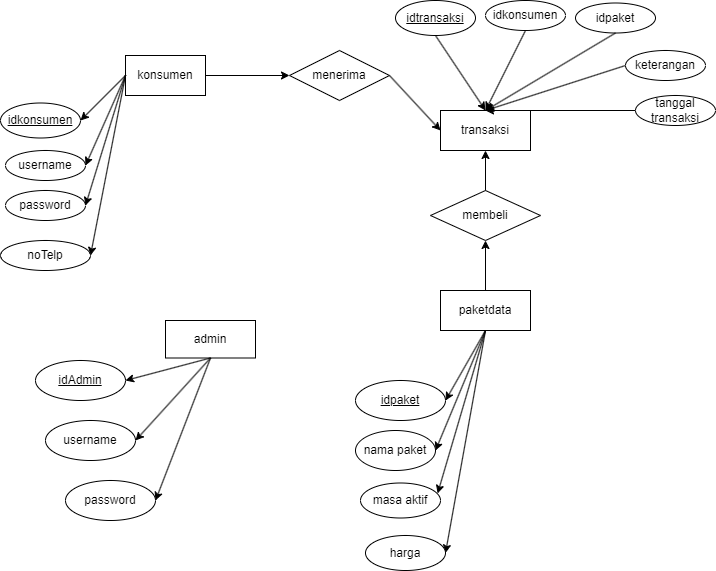 idtransaksi
idkonsumen
idpaket
konsumen
menerima
keterangan
idkonsumen
transaksi
tanggal
transaksi
username
password
membeli
noTelp
paketdata
admin
idAdmin
idpaket
username
nama paket
password
masa aktif
harga